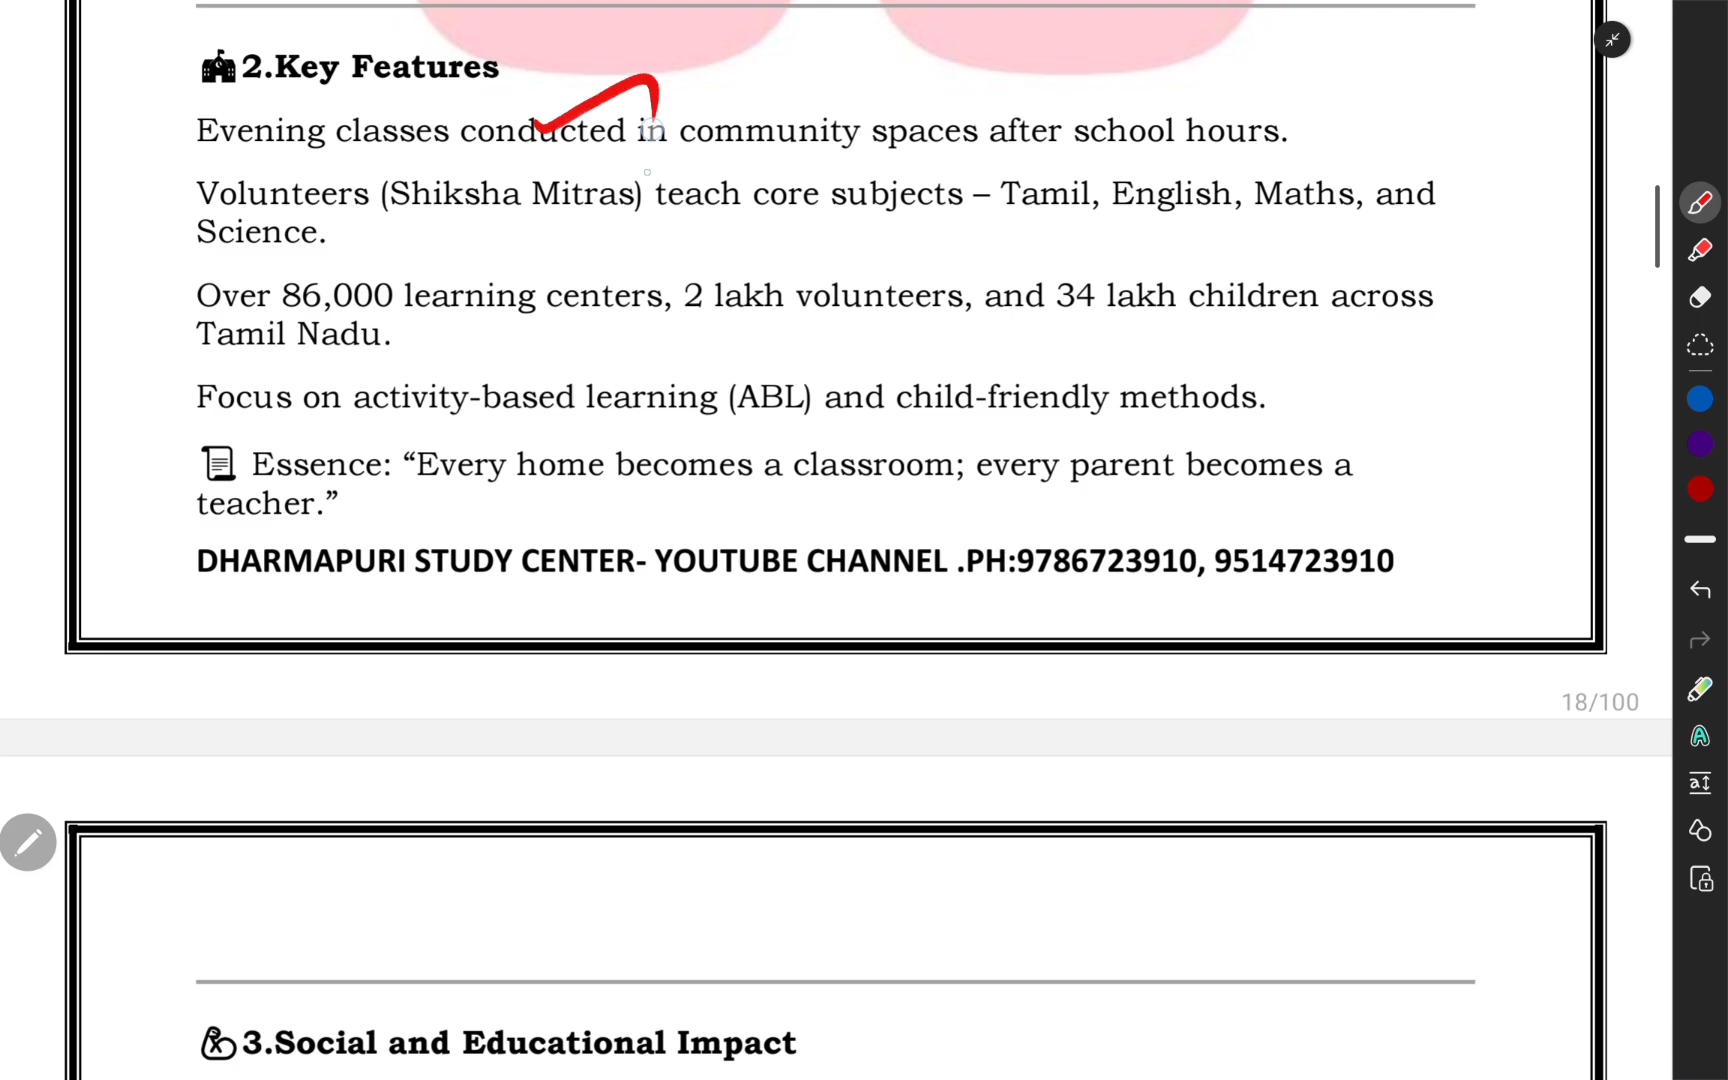 2.Key Features
Evening classes conducted in community spaces after school hours.
Volunteers (Shiksha Mitras) teach core subjects – Tamil, English, Maths, and
Science.
Over 86,000 learning centers, 2 lakh volunteers, and 34 lakh children across
Tamil Nadu.
Focus on activity-based learning (ABL) and child-friendly methods.
Essence: “Every home becomes a classroom; every parent becomes a
teacher.”
DHARMAPURI STUDY CENTER- YOUTUBE CHANNEL .PH:9786723910, 9514723910
18/100
3.Social and Educational Impact